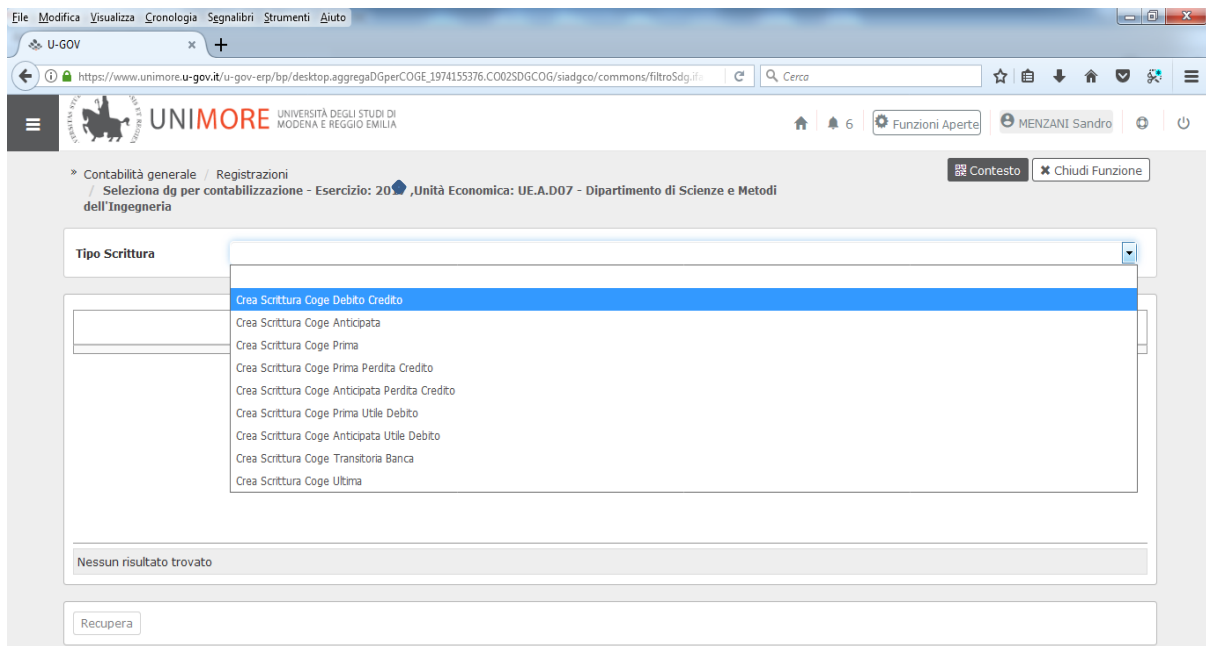 File Modifica Visualizza Cronologia Segnalibri Strumenti Aiuto
U-GOV
https://www.unimore.u-gov.it/u-gov-erp/bp/desktop.aggregaDGperCOGE_1974155376.CO02SDGCOG/siadgco/commons/filtroSdg.ifa
Cerca
UNIMORE UNIVERSITÀ DEGLI STUDI DI
MODENA E REGGIO EMILIA
6 Funzioni Aperte MENZANI Sandro
» Contabilità generale / Registrazioni
Contesto Chiudi Funzione
/ Seleziona dg per contabilizzazione - Esercizio: 20 ,Unità Economica: UE.A.D07 - Dipartimento di Scienze e Metodi
dell'Ingegneria
Tipo Scrittura
Crea Scrittura Coge Debito Credito
Crea Scrittura Coge Anticipata
Crea Scrittura Coge Prima
Crea Scrittura Coge Prima Perdita Credito
Crea Scrittura Coge Anticipata Perdita Credito
Crea Scrittura Coge Prima Utile Debito
Crea Scrittura Coge Anticipata Utile Debito
Crea Scrittura Coge Transitoria Banca
Crea Scrittura Coge Ultima
Nessun risultato trovato
Recupera